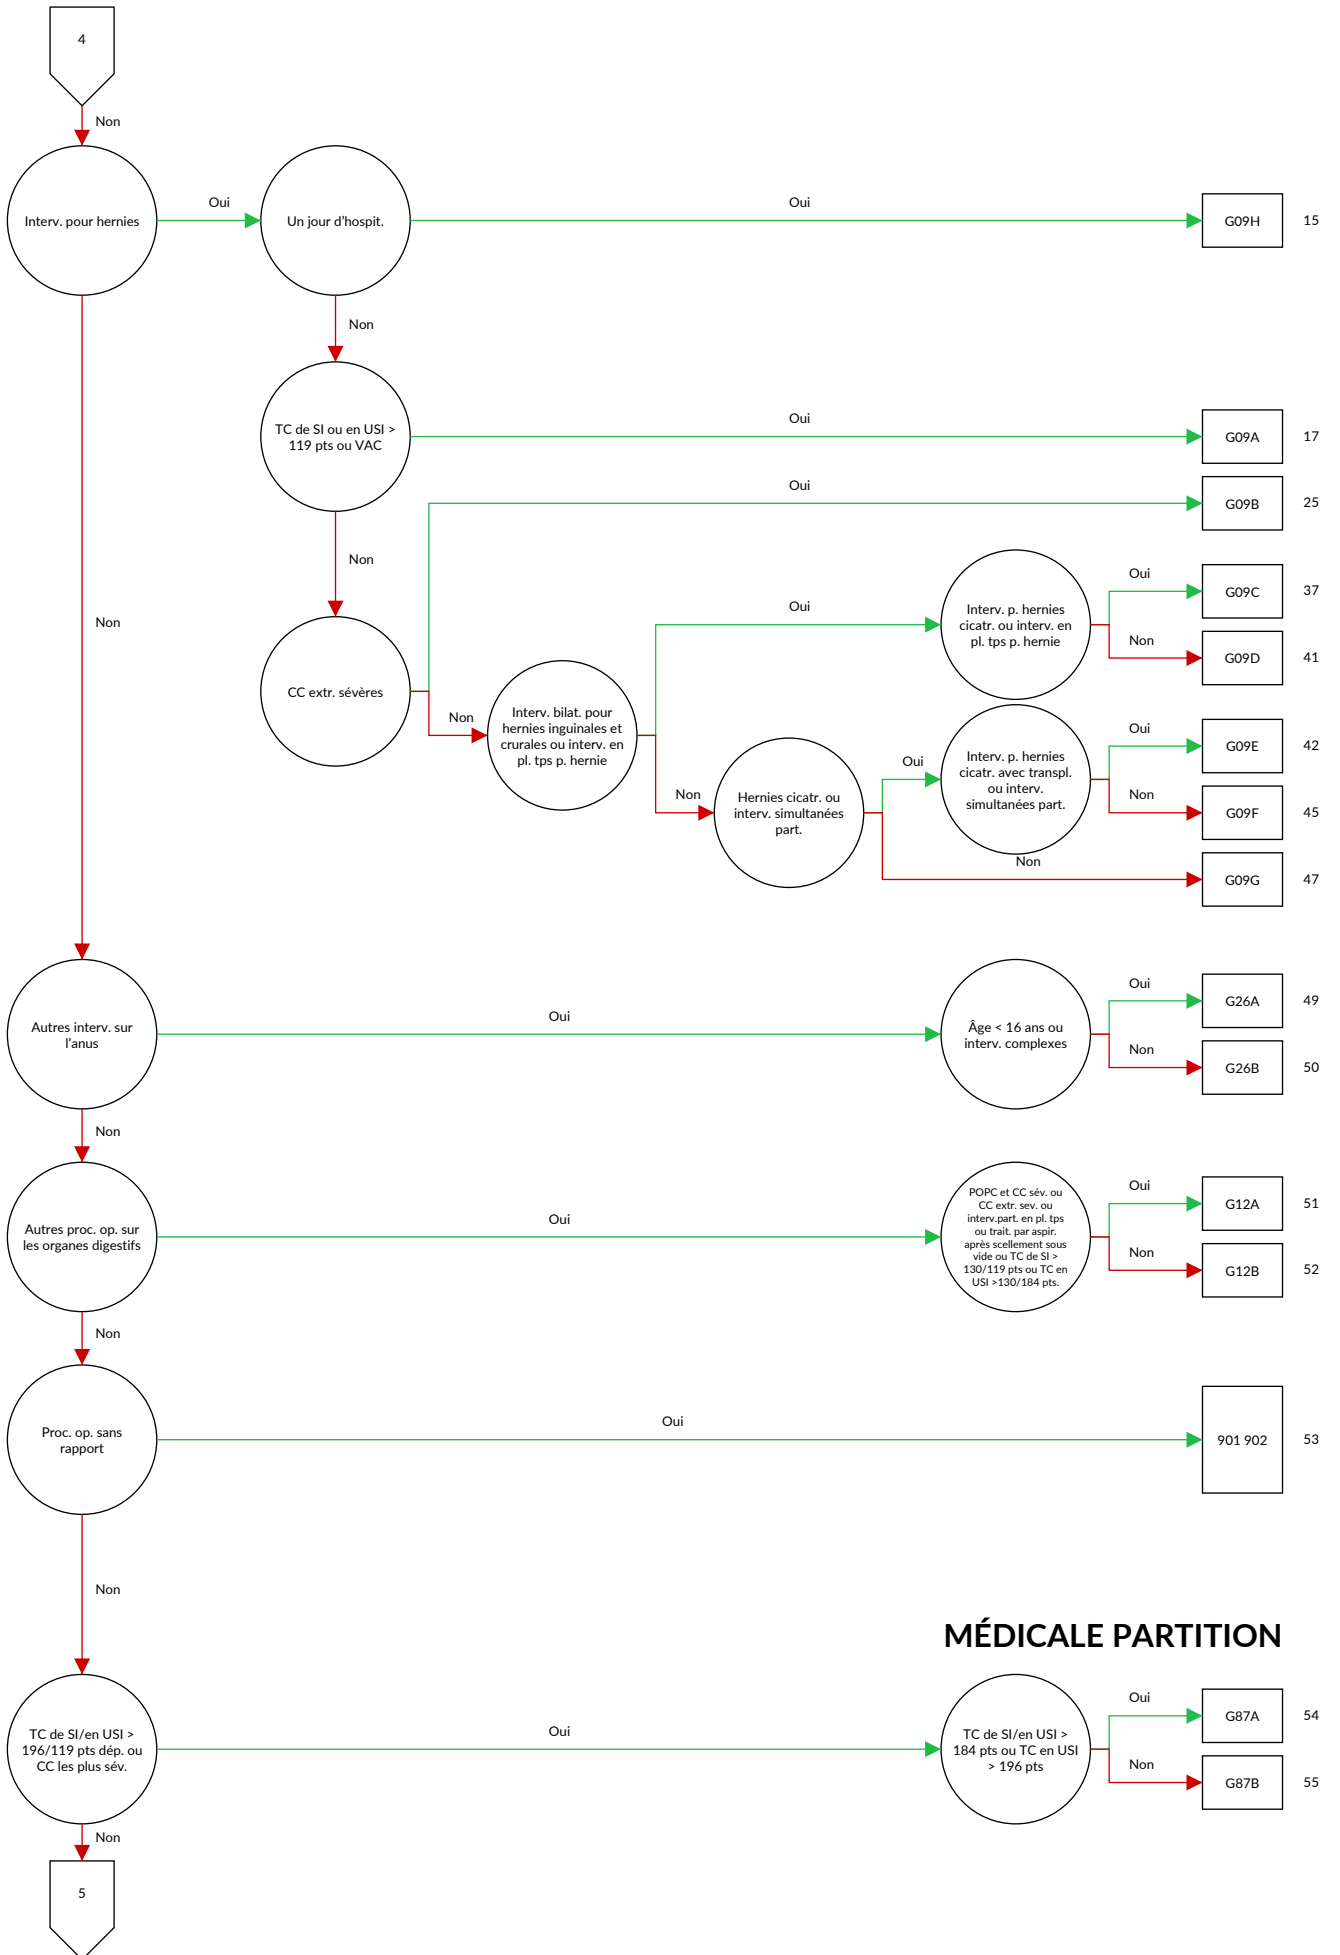 4
Non
Interv. pour hernies
Oui
Un jour d'hospit.
Oui
G09H
15
Non
TC de SI ou en USI >
119 pts ou VAC
Oui
G09A
17
Oui
G09B
25
Non
CC extr. sévères
Non
Interv. bilat. pour
hernies inguinales et
crurales ou interv. en
pl. tps p. hernie
Oui
Interv. p. hernies
cicatr. ou interv. en
pl. tps p. hernie
Oui
G09C
37
Non
G09D
41
Non
Hernies cicatr. ou
interv. simultanées
part.
Oui
Interv. p. hernies
cicatr. avec transpl.
ou interv.
simultanées part.
Oui
G09E
42
Non
G09F
45
Non
G09G
47
Non
Autres interv. sur
l'anus
Oui
Âge < 16 ans ou
interv. complexes
Oui
G26A
49
Non
G26B
50
Non
Autres proc. op. sur
les organes digestifs
Oui
POPC et CC sév. ou
CC extr. sev. ou
interv.part. en pl. tps
ou trait. par aspir.
après scellement sous
vide ou TC de SI >
130/119 pts ou TC en
USI >130/184 pts.
Oui
G12A
51
Non
G12B
52
Non
Proc. op. sans
rapport
Oui
901 902
53
Non
MÉDICALE PARTITION
TC de SI/en USI >
196/119 pts dép. ou
CC les plus sév.
Oui
TC de SI/en USI >
184 pts ou TC en USI
> 196 pts
Oui
G87A
54
Non
G87B
55
Non
5